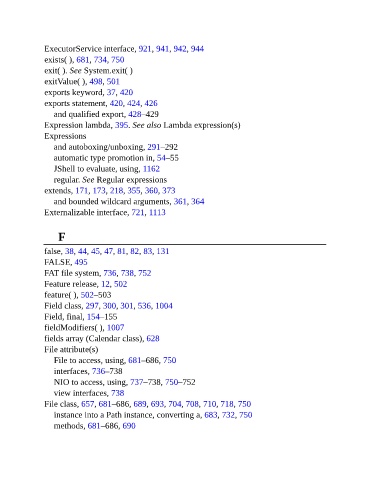 ExecutorService interface, 921, 941, 942, 944
exists( ), 681, 734, 750
exit( ). See System.exit( )
exitValue( ), 498, 501
exports keyword, 37, 420
exports statement, 420, 424, 426
and qualified export, 428–429
Expression lambda, 395. See also Lambda expression(s)
Expressions
and autoboxing/unboxing, 291–292
automatic type promotion in, 54–55
JShell to evaluate, using, 1162
regular. See Regular expressions
extends, 171, 173, 218, 355, 360, 373
and bounded wildcard arguments, 361, 364
Externalizable interface, 721, 1113
F
false, 38, 44, 45, 47, 81, 82, 83, 131
FALSE, 495
FAT file system, 736, 738, 752
Feature release, 12, 502
feature( ), 502–503
Field class, 297, 300, 301, 536, 1004
Field, final, 154–155
fieldModifiers( ), 1007
fields array (Calendar class), 628
File attribute(s)
File to access, using, 681–686, 750
interfaces, 736–738
NIO to access, using, 737–738, 750–752
view interfaces, 738
File class, 657, 681–686, 689, 693, 704, 708, 710, 718, 750
instance into a Path instance, converting a, 683, 732, 750
methods, 681–686, 690